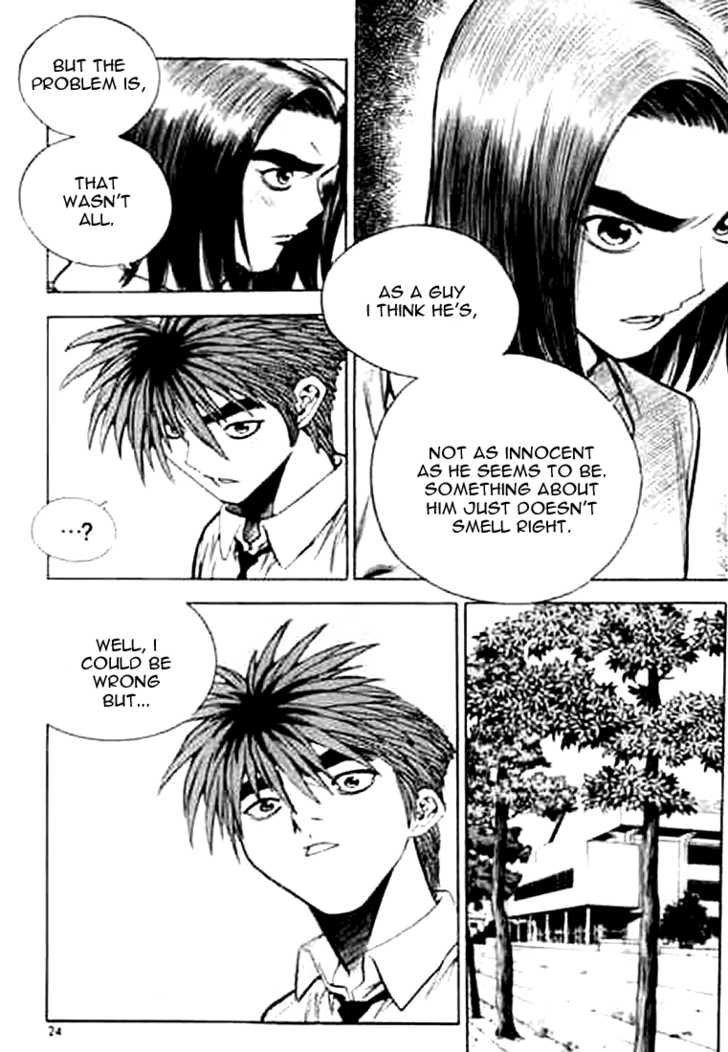 BUT THE
PROBLEM IS,
THAT
WASN'T
ALL.
AS A GUY
I THINK HE'S,
NOT AS INNOCENT
AS HE SEEMS TO BE.
SOMETHING ABOUT
HIM JUST DOESN'T
SMELL RIGHT.
...?
WELL, I
COULD BE
WRONG
BUT...
24